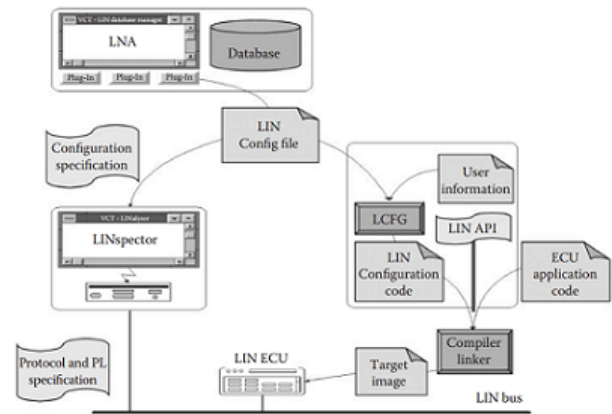 VCT - LIN database manager
LNA
Database
Plug-In
Plug-In
Plug-In
LIN
Config file
Configuration
specification
User
information
VCT - LINalyser
LINspector
LCFG
LIN API
LIN
Configuration
code
ECU
application
code
Compiler
linker
Protocol and PL
specification
LIN ECU
Target
image
LIN bus